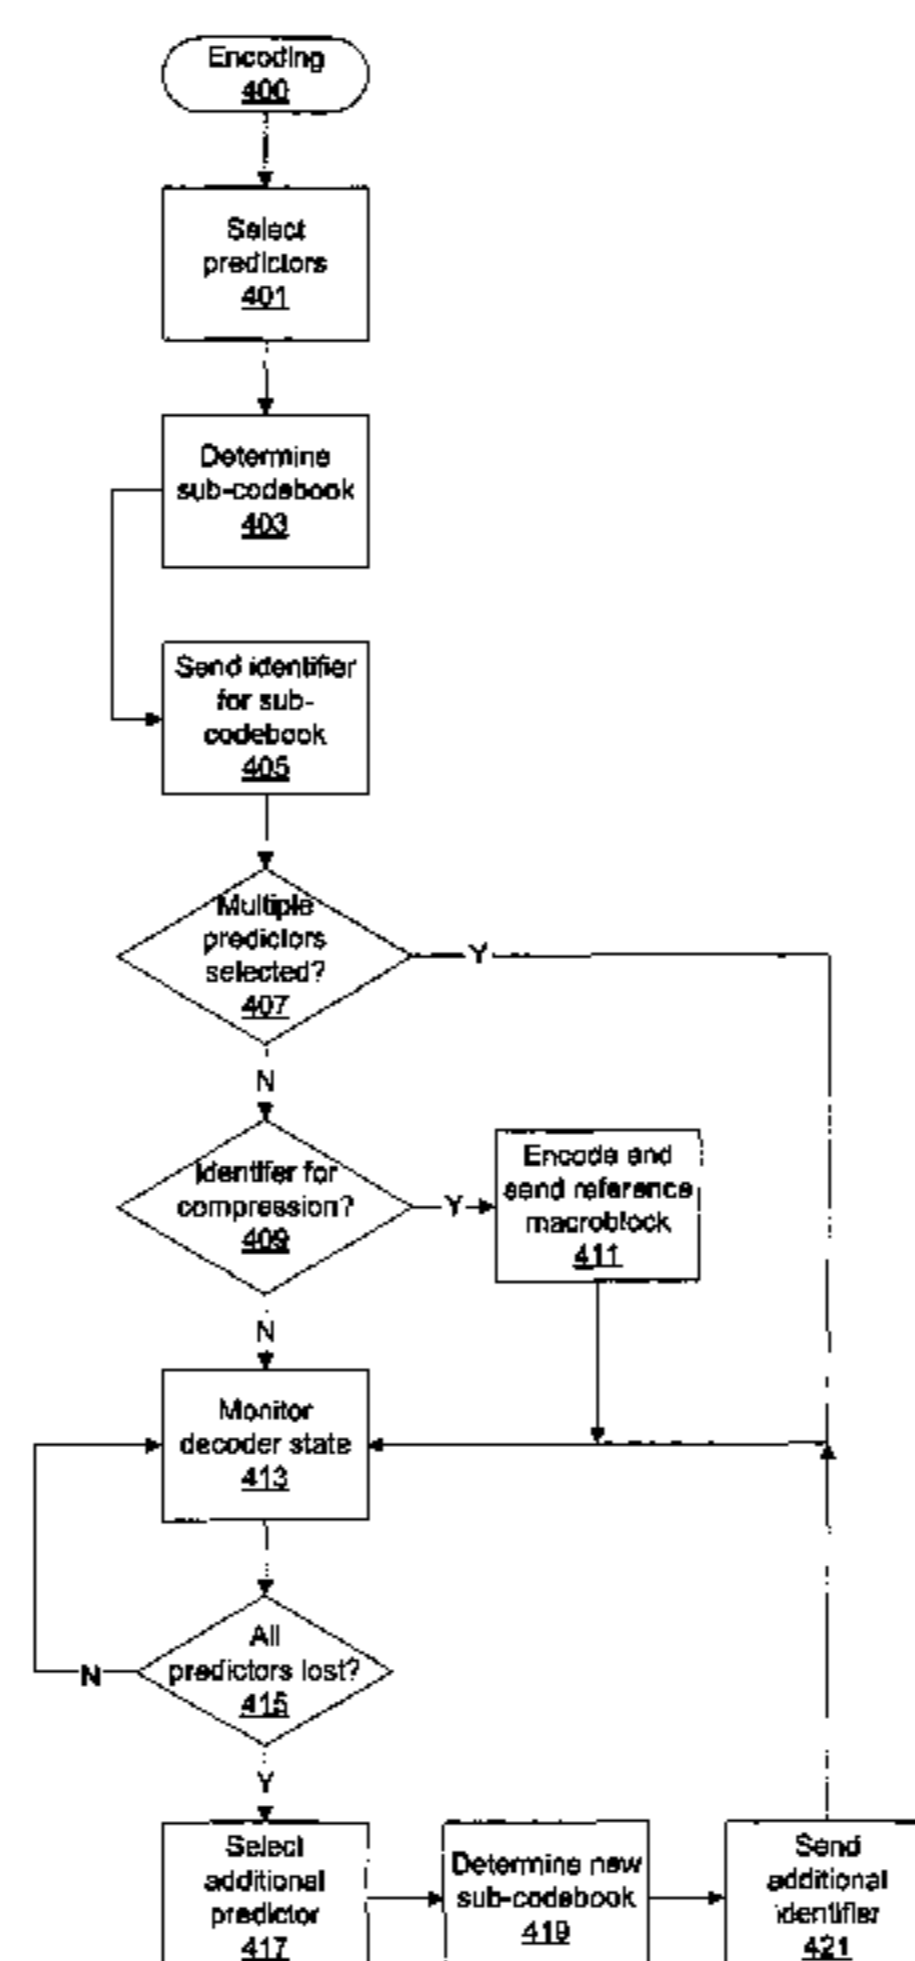 Encoding
400
Select
predictors
401
Determine
sub-codebook
403
Send identifier
for sub-
codebook
405
Multiple
predictors
selected?
407
Y
N
Identifer for
compression?
409
Y
Encode and
send reference
macroblock
411
N
Monitor
decoder state
413
All
predictors lost?
415
N
Y
Select
additional
predictor
417
Determine new
sub-codebook
419
Send
additional
identifier
421